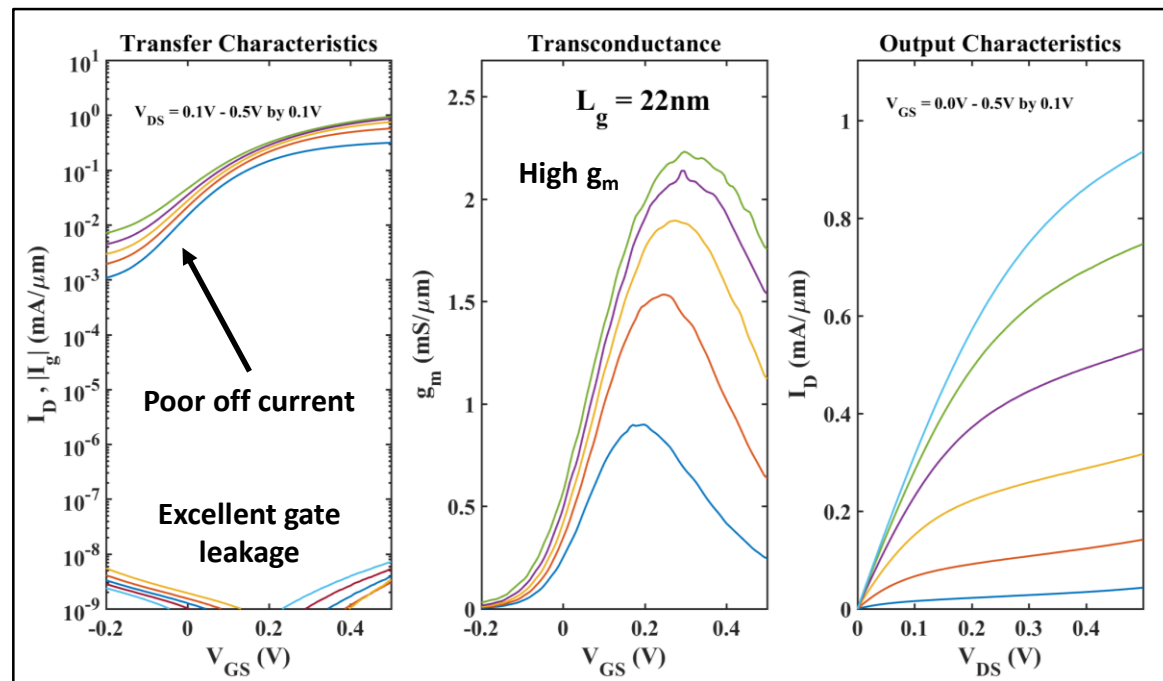 Transfer Characteristics
10^1
V_DS = 0.1V - 0.5V by 0.1V
10^0
10^-1
10^-2
10^-3
10^-4
10^-5
Poor off current
10^-6
10^-7
Excellent gate
leakage
10^-8
10^-9
-0.2
0
0.2
0.4
V_GS (V)
I_D , |I_g| (mA/μm)
Transconductance
2.5
L_g = 22nm
High g_m
2
1.5
1
0.5
0
-0.2
0
0.2
0.4
V_GS (V)
g_m (mS/μm)
Output Characteristics
V_GS = 0.0V - 0.5V by 0.1V
1
0.8
0.6
0.4
0.2
0
0
0.1
0.2
0.3
0.4
V_DS (V)
I_D (mA/μm)